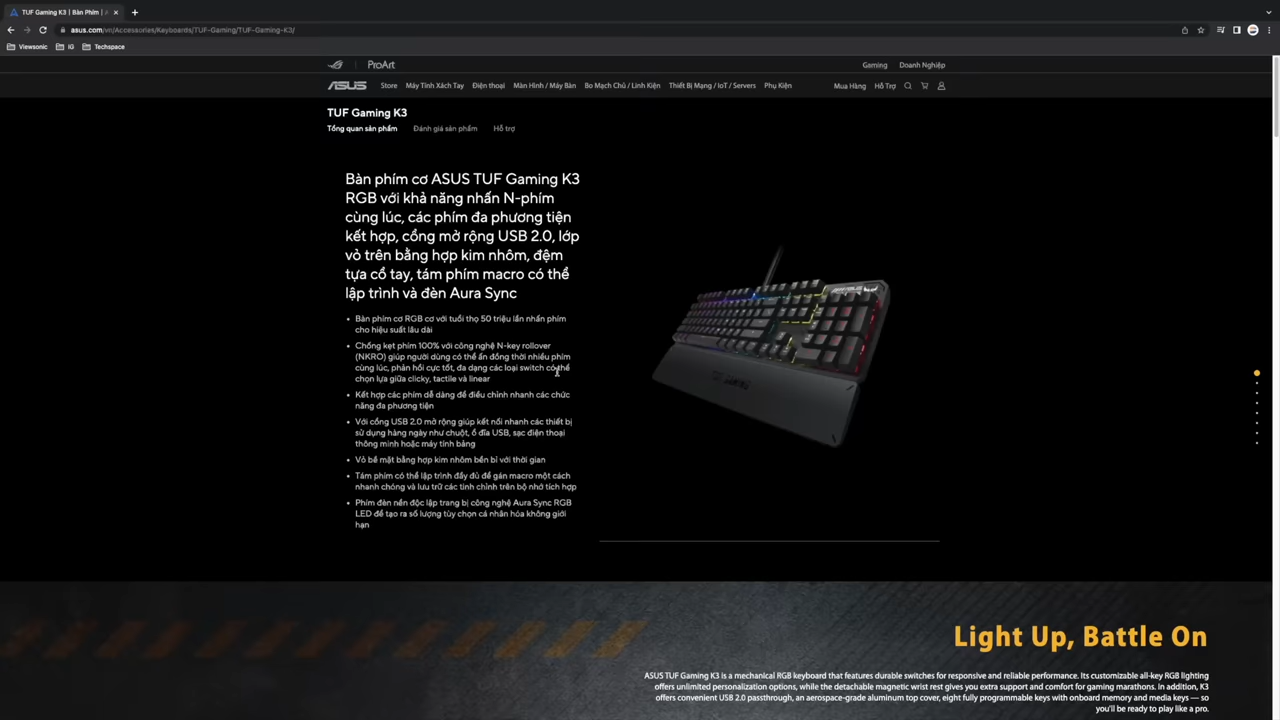 TUF Gaming K3 | Bàn Phím |
asus.com/vn/Accessories/Keyboards/TUF-Gaming/TUF-Gaming-K3/
Viewsonic IG Techspace
ProArt Gaming Doanh Nghiệp
ASUS Store Máy Tính Xách Tay Điện thoại Màn Hình / Máy Bàn Bo Mạch Chủ / Linh Kiện Thiết Bị Mạng / IoT / Servers Phụ Kiện Mua Hàng Hỗ Trợ
TUF Gaming K3
Tổng quan sản phẩm Đánh giá sản phẩm Hỗ trợ
Bàn phím cơ ASUS TUF Gaming K3
RGB với khả năng nhấn N-phím
cùng lúc, các phím đa phương tiện
kết hợp, cổng mở rộng USB 2.0, lớp
vỏ trên bằng hợp kim nhôm, đệm
tựa cổ tay, tám phím macro có thể
lập trình và đèn Aura Sync
• Bàn phím cơ RGB cơ với tuổi thọ 50 triệu lần nhấn phím
cho hiệu suất lâu dài
• Chống kẹt phím 100% với công nghệ N-key rollover
(NKRO) giúp người dùng có thể ấn đồng thời nhiều phím
cùng lúc, phản hồi cực tốt, đa dạng các loại switch có thể
chọn lựa giữa clicky, tactile và linear
• Kết hợp các phím dễ dàng để điều chỉnh nhanh các chức
năng đa phương tiện
• Với cổng USB 2.0 mở rộng giúp kết nối nhanh các thiết bị
sử dụng hàng ngày như chuột, ổ đĩa USB, sạc điện thoại
thông minh hoặc máy tính bảng
• Vỏ bề mặt bằng hợp kim nhôm bền bỉ với thời gian
• Tám phím có thể lập trình đầy đủ để gán macro một cách
nhanh chóng và lưu trữ các tinh chỉnh trên bộ nhớ tích hợp
• Phím đèn nền độc lập trang bị công nghệ Aura Sync RGB
LED để tạo ra số lượng tùy chọn cá nhân hóa không giới
hạn
Light Up, Battle On
ASUS TUF Gaming K3 is a mechanical RGB keyboard that features durable switches for responsive and reliable performance. Its customizable all-key RGB lighting
offers unlimited personalization options, while the detachable magnetic wrist rest gives you extra support and comfort for gaming marathons. In addition, K3
offers convenient USB 2.0 passthrough, an aerospace-grade aluminum top cover, eight fully programmable keys with onboard memory and media keys — so
you'll be ready to play like a pro.